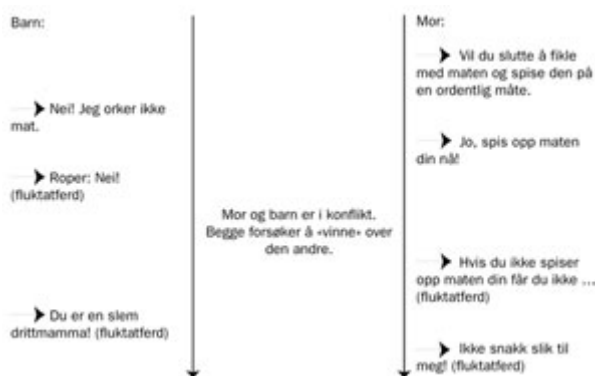 Barn:
Nei! Jeg orker ikke
mat.
Roper: Nei!
(fluktatferd)
Du er en slem
drittmamma! (fluktatferd)
Mor og barn er i konflikt.
Begge forsøker å «vinne» over
den andre.
Mor:
Vil du slutte å fikle
med maten og spise den på
en ordentlig måte.
Jo, spis opp maten
din nå!
Hvis du ikke spiser
opp maten din får du ikke ...
(fluktatferd)
Ikke snakk slik til
meg! (fluktatferd)